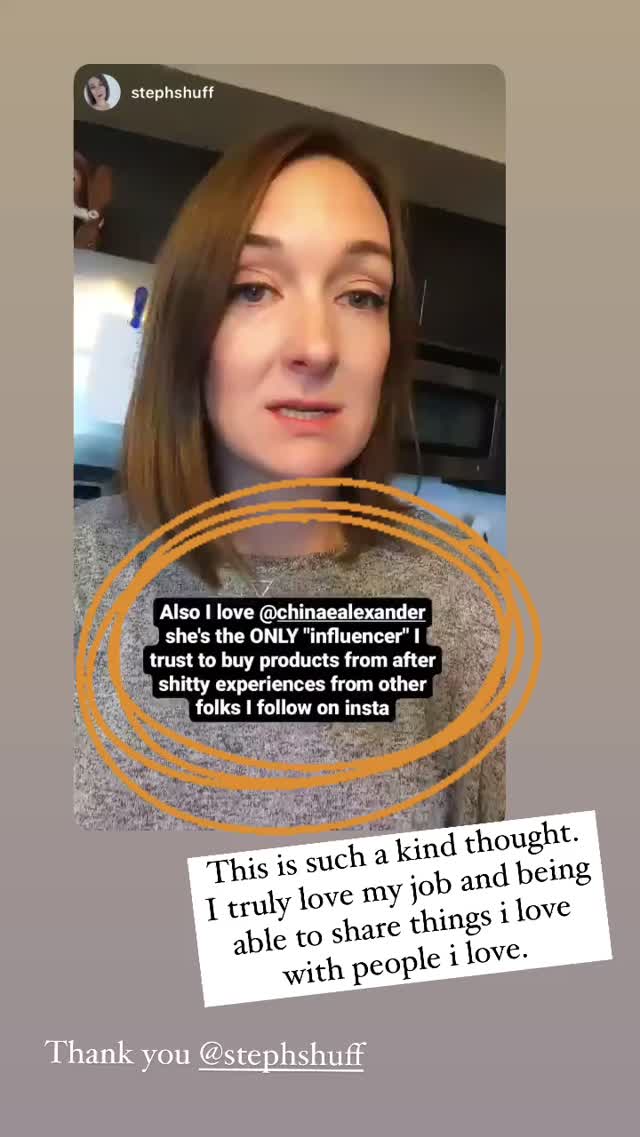 stephshuff
Also I love @chinaealexander
she's the ONLY "influencer" I
trust to buy products from after
shitty experiences from other
folks I follow on insta
This is such a kind thought.
I truly love my job and being
able to share things i love
with people i love.
Thank you @stephshuff